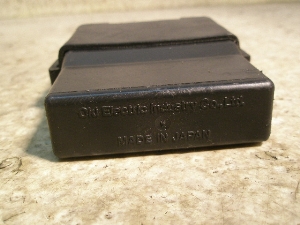 Oki Electric Industry Co., Ltd.
MADE IN JAPAN